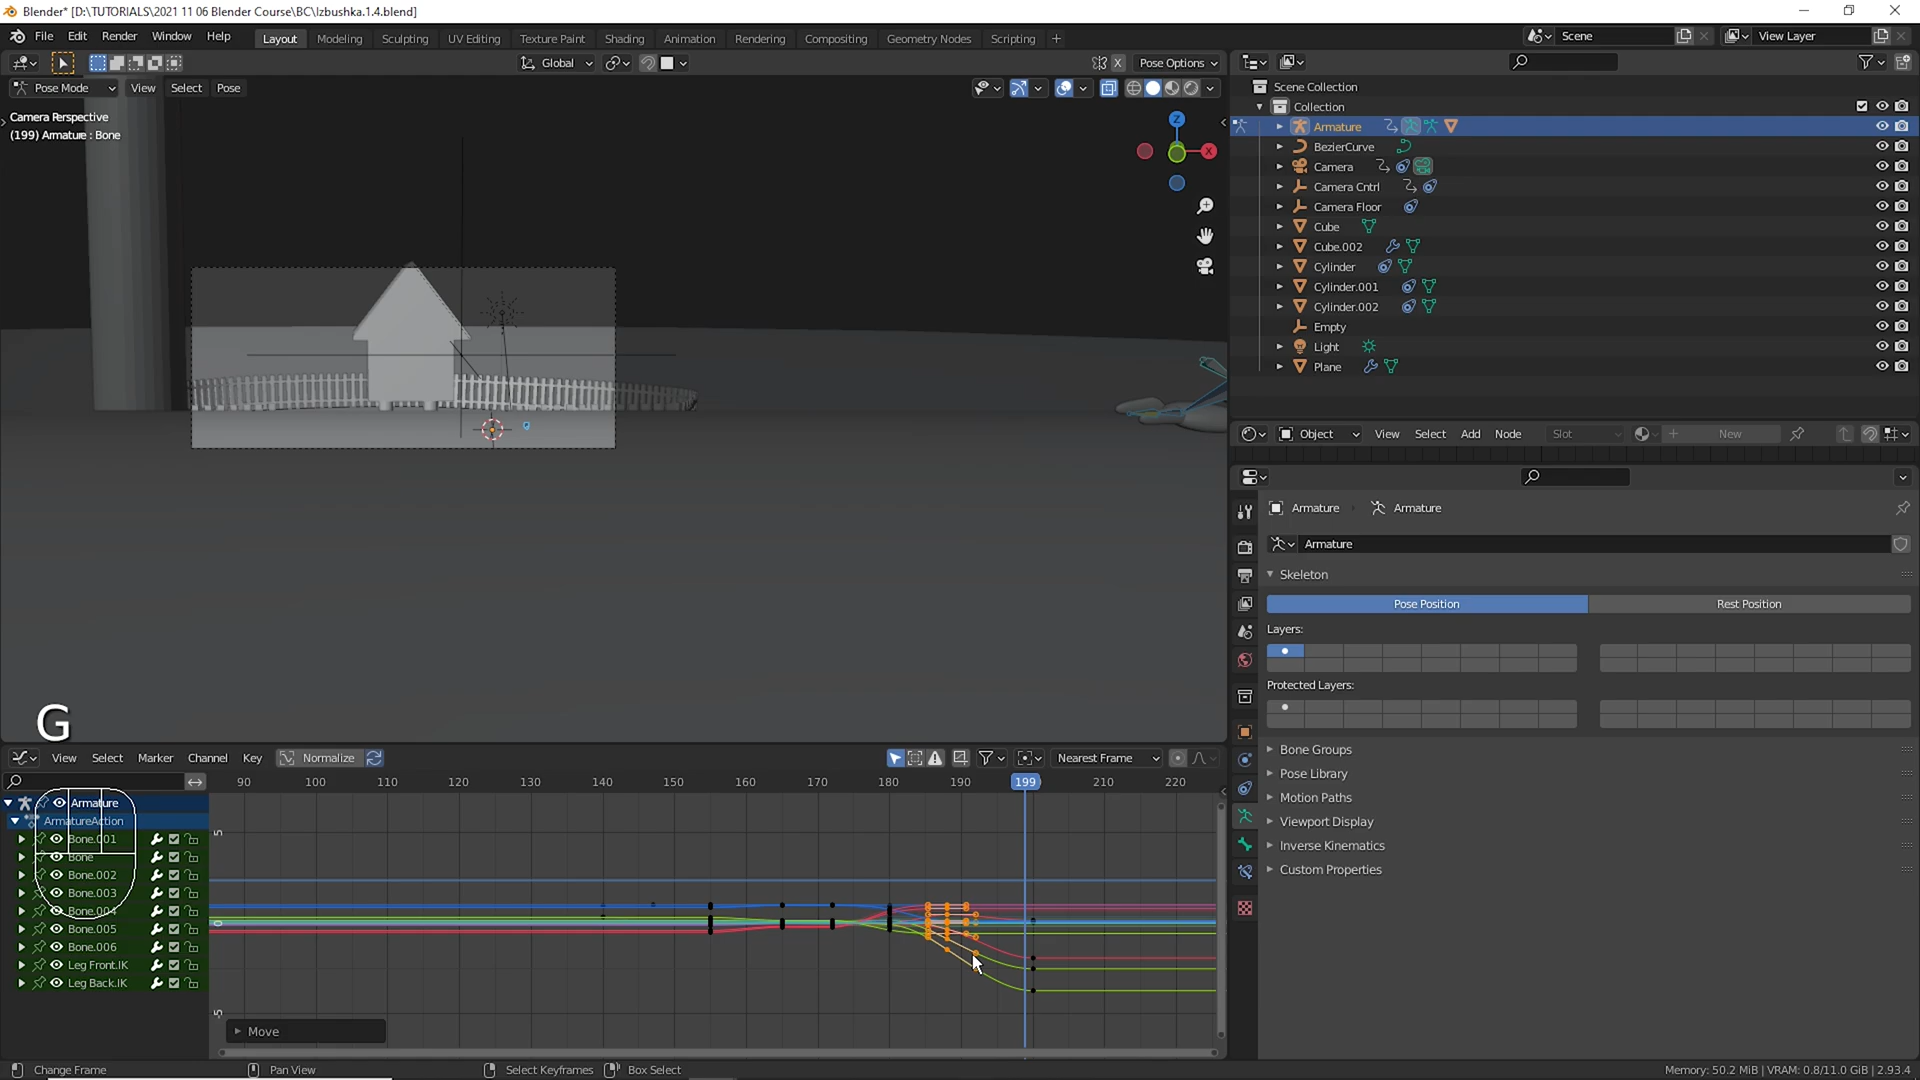 Blender* [D:\TUTORIALS\2021 11 06 Blender Course\BC\Izbushka.1.4.blend]
File Edit Render Window Help Layout Modeling Sculpting UV Editing Texture Paint Shading Animation Rendering Compositing Geometry Nodes Scripting + Scene View Layer
Global Pose Options
Pose Mode View Select Pose
Camera Perspective
(199) Armature : Bone
Z
X
Scene Collection
Collection
Armature
BezierCurve
Camera
Camera Cntrl
Camera Floor
Cube
Cube.002
Cylinder
Cylinder.001
Cylinder.002
Empty
Light
Plane
Object View Select Add Node Slot New
Armature Armature
Armature
Skeleton
Pose Position Rest Position
Layers:
Protected Layers:
Bone Groups
Pose Library
Motion Paths
Viewport Display
Inverse Kinematics
Custom Properties
G
View Select Marker Channel Key Normalize Nearest Frame
90 100 110 120 130 140 150 160 170 180 190 199 210 220
Armature
ArmatureAction
Bone.001
Bone
Bone.002
Bone.003
Bone.004
Bone.005
Bone.006
Leg Front.IK
Leg Back.IK
5
0
-5
Move
Change Frame Pan View Select Keyframes Box Select Memory: 50.2 MiB | VRAM: 0.8/11.0 GiB | 2.93.4